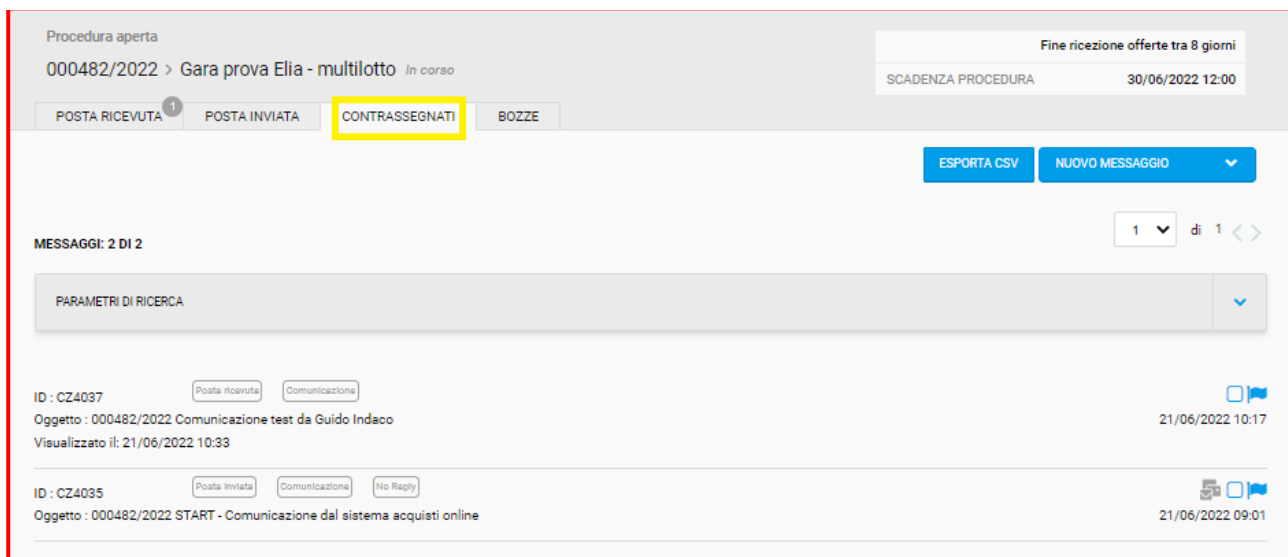 Procedura aperta
Fine ricezione offerte tra 8 giorni
000482/2022 > Gara prova Elia - multilotto In corso
SCADENZA PROCEDURA 30/06/2022 12:00
POSTA RICEVUTA 1 POSTA INVIATA CONTRASSEGNATI BOZZE
ESPORTA CSV NUOVO MESSAGGIO
1 di 1 < >
MESSAGGI: 2 DI 2
PARAMETRI DI RICERCA
ID : CZ4037 Posta ricevuta Comunicazione
Oggetto : 000482/2022 Comunicazione test da Guido Indaco 21/06/2022 10:17
Visualizzato il: 21/06/2022 10:33
ID : CZ4035 Posta inviata Comunicazione No Reply
Oggetto : 000482/2022 START - Comunicazione dal sistema acquisti online 21/06/2022 09:01